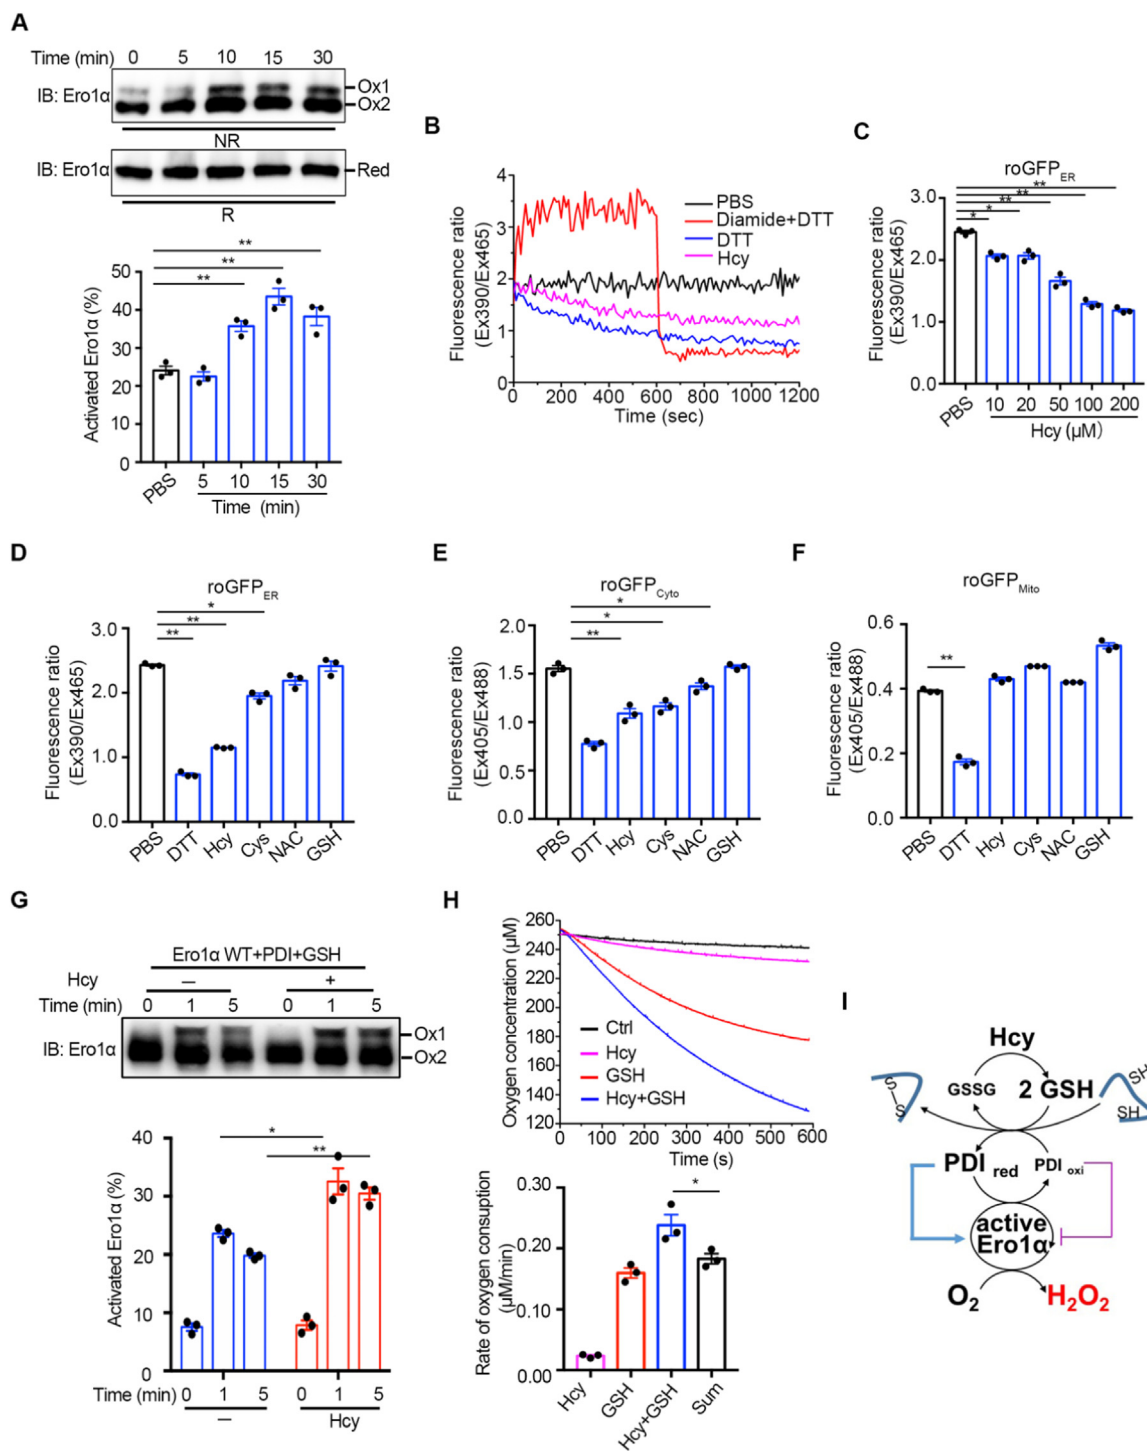 A
Time (min) 0 5 10 15 30
IB: Ero1α
Ox1
Ox2
NR
IB: Ero1α
Red
R
** 
**
**
Activated Ero1α (%)
50
40
30
20
10
0
PBS 5 10 15 30
Time (min)
B
Fluorescence ratio
(Ex390/Ex465)
4
3
2
1
0
PBS
Diamide+DTT
DTT
Hcy
0 200 400 600 800 1000 1200
Time (sec)
C
roGFPER
**
**
**
*
*
Fluorescence ratio
(Ex390/Ex465)
3.0
2.0
1.0
0.0
PBS 10 20 50 100 200
Hcy (µM)
D
roGFPER
*
**
**
Fluorescence ratio
(Ex390/Ex465)
3.0
2.0
1.0
0.0
PBS DTT Hcy Cys NAC GSH
E
roGFPCyto
*
*
**
Fluorescence ratio
(Ex405/Ex488)
2.0
1.5
1.0
0.5
0.0
PBS DTT Hcy Cys NAC GSH
F
roGFPMito
**
Fluorescence ratio
(Ex405/Ex488)
0.6
0.4
0.2
0.0
PBS DTT Hcy Cys NAC GSH
G
Ero1α WT+PDI+GSH
Hcy — +
Time (min) 0 1 5 0 1 5
IB: Ero1α
Ox1
Ox2
*
**
Activated Ero1α (%)
40
30
20
10
0
Time (min) 0 1 5 0 1 5
— Hcy
H
Oxygen concentration (µM)
260
240
220
200
180
160
140
120
Ctrl
Hcy
GSH
Hcy+GSH
0 100 200 300 400 500 600
Time (s)
Rate of oxygen consuption
(µM/min)
0.30
0.20
0.10
0.00
*
Hcy GSH Hcy+GSH Sum
I
Hcy
S
S
GSSG 2 GSH
SH
SH
PDI red PDI oxi
active
Ero1α
O2 H2O2